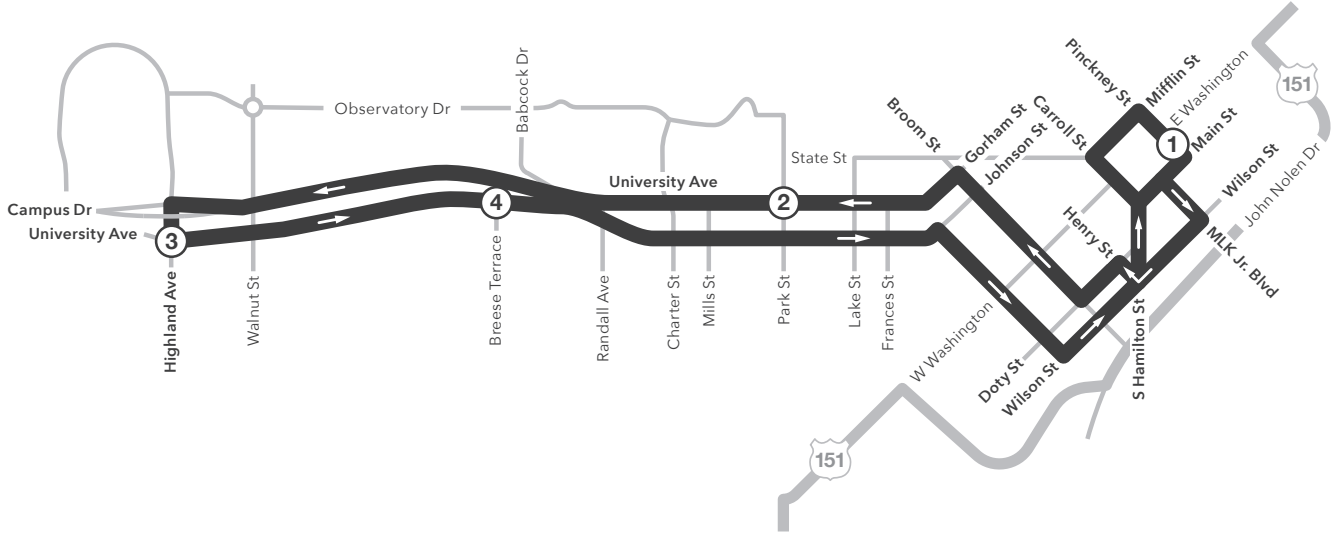 Pinckney St
Mifflin St
E Washington
151
Babcock Dr
Observatory Dr
Broom St
Gorham St
Johnson St
Carroll St
1
Main St
Wilson St
John Nolen Dr
State St
University Ave
Campus Dr
University Ave
3
4
2
Henry St
MLK Jr. Blvd
Highland Ave
Walnut St
Breese Terrace
Randall Ave
Charter St
Mills St
Park St
Lake St
Frances St
W Washington
Doty St
Wilson St
S Hamilton St
151